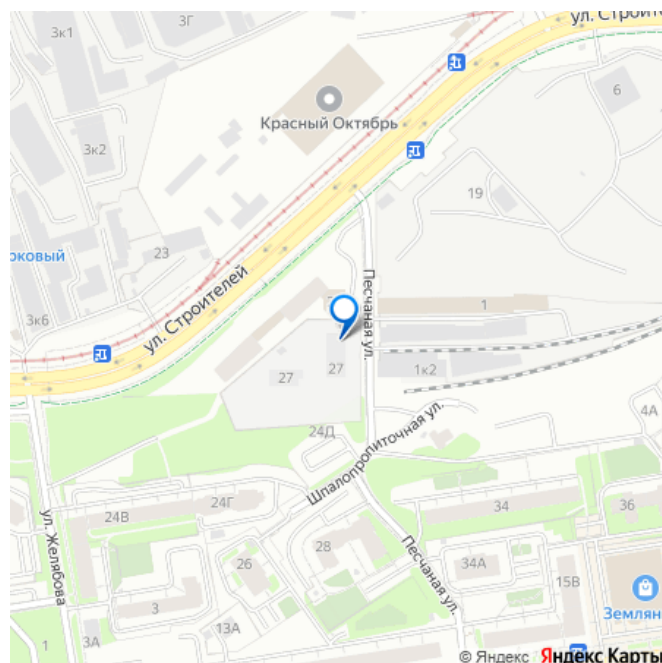 ул. Строителей
3к1
3Г
6
Красный Октябрь
3к2
19
23
оковый
ул. Строителей
Песчаная ул.
1
3к6
27
27
1к2
24Д
4А
Шпалопропиточная ул.
24Г
24В
34
36
ул. Желябова
28
Песчаная ул.
26
34А
15В
3
13А
Землян
1
3А
© Яндекс Яндекс Карты